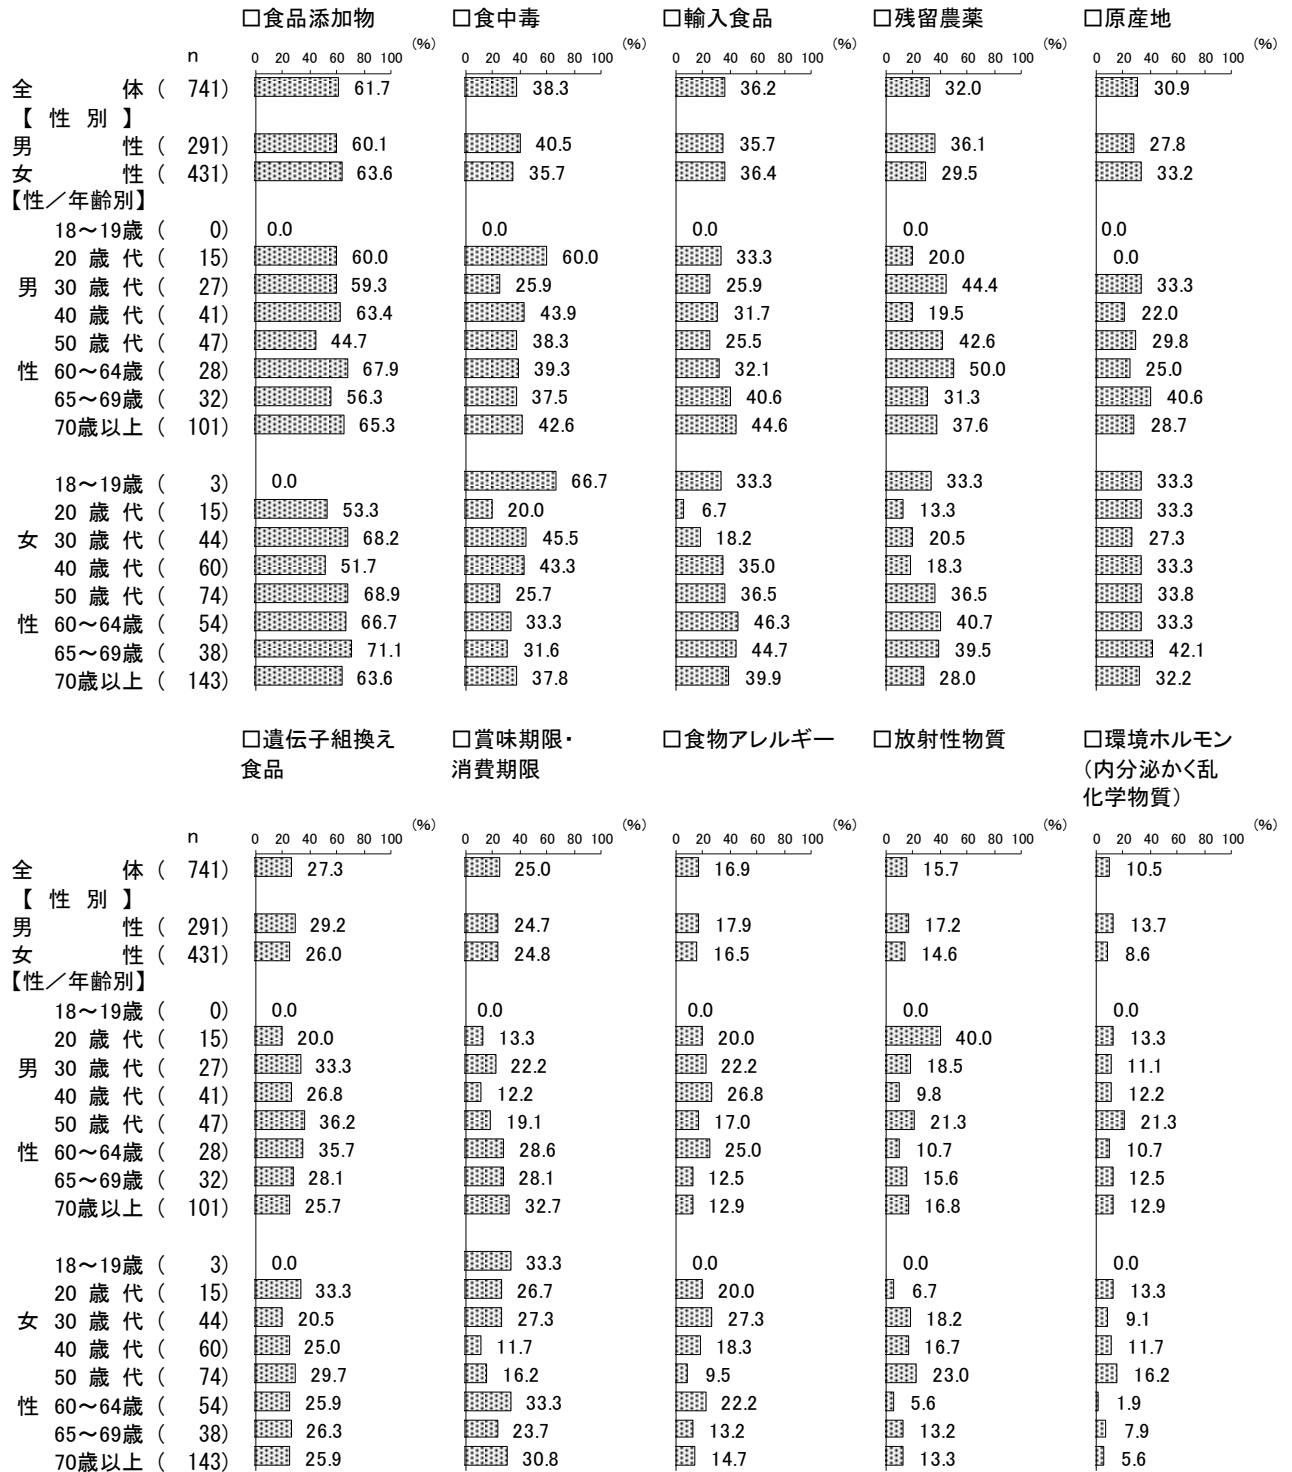 □食品添加物 □食中毒 □輸入食品 □残留農薬 □原産地
(%) (%) (%) (%) (%)
n 0 20 40 60 80 100 0 20 40 60 80 100 0 20 40 60 80 100 0 20 40 60 80 100 0 20 40 60 80 100
全体( 741) 61.7 38.3 36.2 32.0 30.9
【性別】
男性( 291) 60.1 40.5 35.7 36.1 27.8
女性( 431) 63.6 35.7 36.4 29.5 33.2
【性/年齢別】
18~19歳( 0) 0.0 0.0 0.0 0.0 0.0
20歳代( 15) 60.0 60.0 33.3 20.0 0.0
男 30歳代( 27) 59.3 25.9 25.9 44.4 33.3
40歳代( 41) 63.4 43.9 31.7 19.5 22.0
50歳代( 47) 44.7 38.3 25.5 42.6 29.8
性 60~64歳( 28) 67.9 39.3 32.1 50.0 25.0
65~69歳( 32) 56.3 37.5 40.6 31.3 40.6
70歳以上( 101) 65.3 42.6 44.6 37.6 28.7
18~19歳( 3) 0.0 66.7 33.3 33.3 33.3
20歳代( 15) 53.3 20.0 6.7 13.3 33.3
女 30歳代( 44) 68.2 45.5 18.2 20.5 27.3
40歳代( 60) 51.7 43.3 35.0 18.3 33.3
50歳代( 74) 68.9 25.7 36.5 36.5 33.8
性 60~64歳( 54) 66.7 33.3 46.3 40.7 33.3
65~69歳( 38) 71.1 31.6 44.7 39.5 42.1
70歳以上( 143) 63.6 37.8 39.9 28.0 32.2
□遺伝子組換え □賞味期限・ □食物アレルギー □放射性物質 □環境ホルモン
食品 消費期限 (内分泌かく乱
化学物質)
(%) (%) (%) (%) (%)
n 0 20 40 60 80 100 0 20 40 60 80 100 0 20 40 60 80 100 0 20 40 60 80 100 0 20 40 60 80 100
全体( 741) 27.3 25.0 16.9 15.7 10.5
【性別】
男性( 291) 29.2 24.7 17.9 17.2 13.7
女性( 431) 26.0 24.8 16.5 14.6 8.6
【性/年齢別】
18~19歳( 0) 0.0 0.0 0.0 0.0 0.0
20歳代( 15) 20.0 13.3 20.0 40.0 13.3
男 30歳代( 27) 33.3 22.2 22.2 18.5 11.1
40歳代( 41) 26.8 12.2 26.8 9.8 12.2
50歳代( 47) 36.2 19.1 17.0 21.3 21.3
性 60~64歳( 28) 35.7 28.6 25.0 10.7 10.7
65~69歳( 32) 28.1 28.1 12.5 15.6 12.5
70歳以上( 101) 25.7 32.7 12.9 16.8 12.9
18~19歳( 3) 0.0 33.3 0.0 0.0 0.0
20歳代( 15) 33.3 26.7 20.0 6.7 13.3
女 30歳代( 44) 20.5 27.3 27.3 18.2 9.1
40歳代( 60) 25.0 11.7 18.3 16.7 11.7
50歳代( 74) 29.7 16.2 9.5 23.0 16.2
性 60~64歳( 54) 25.9 33.3 22.2 5.6 1.9
65~69歳( 38) 26.3 23.7 13.2 13.2 7.9
70歳以上( 143) 25.9 30.8 14.7 13.3 5.6